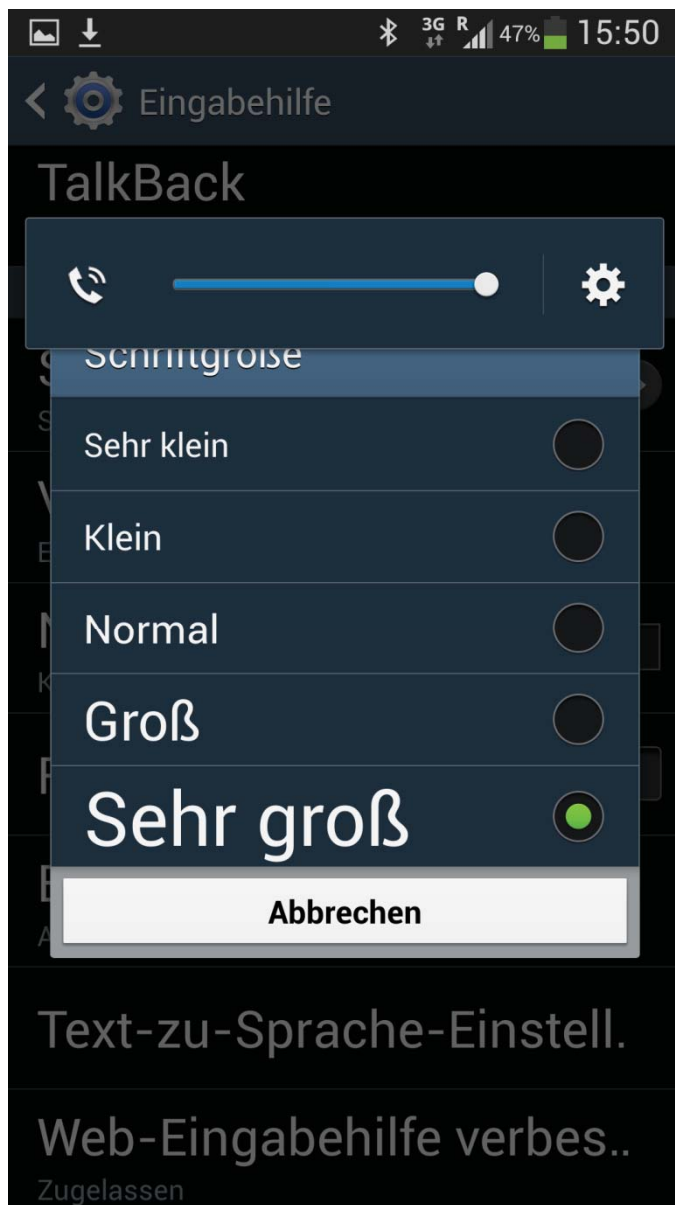 3G R 47% 15:50
Eingabehilfe
TalkBack
Schriftgröße
Sehr klein
Klein
Normal
Groß
Sehr groß
Abbrechen
Text-zu-Sprache-Einstell.
Web-Eingabehilfe verbes..
Zugelassen